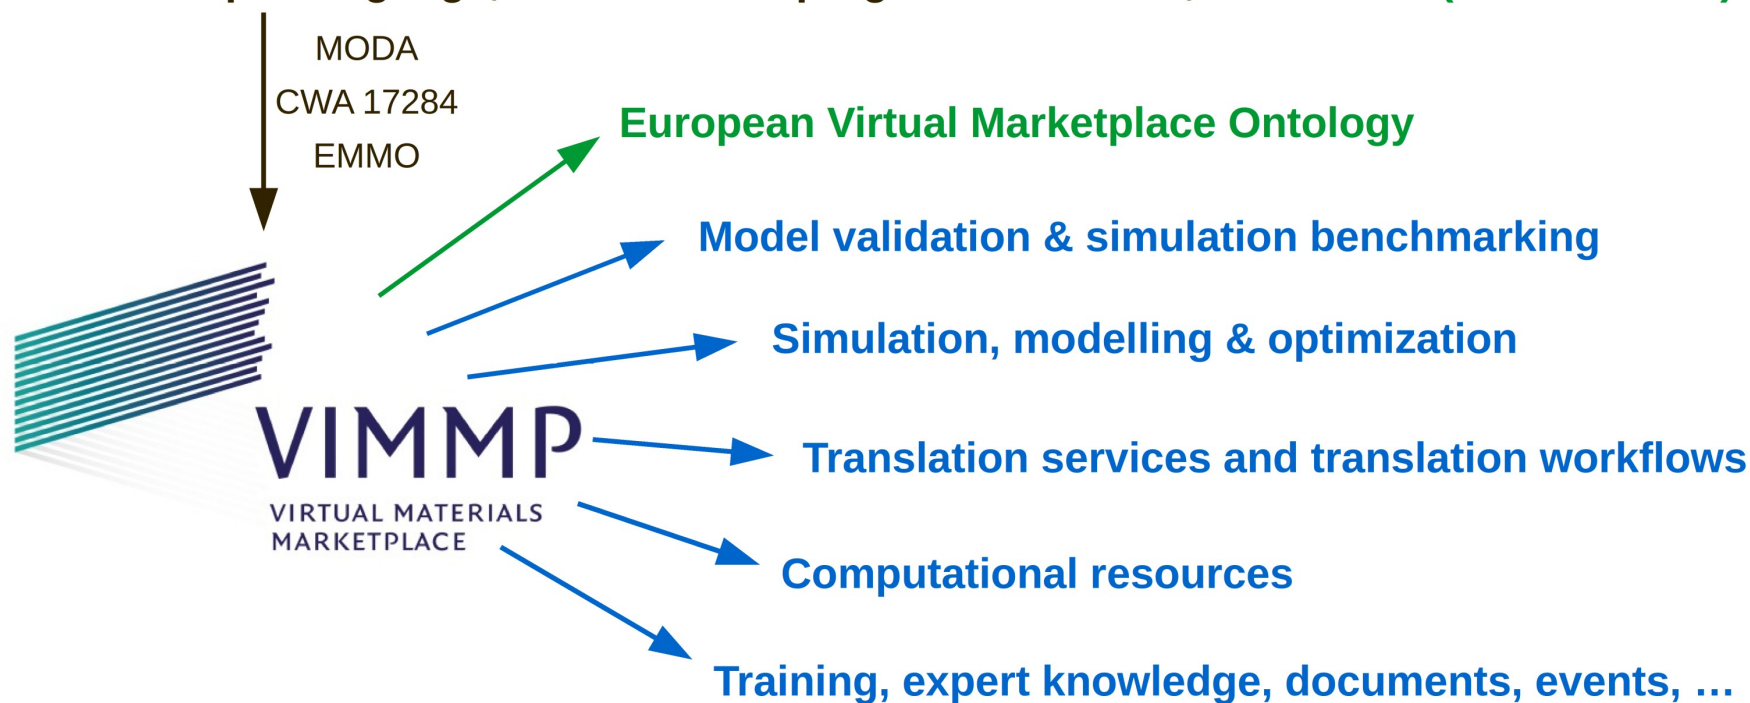 MODA
CWA 17284
EMMO
European Virtual Marketplace Ontology
Model validation & simulation benchmarking
Simulation, modelling & optimization
VIMMP
VIRTUAL MATERIALS
MARKETPLACE
Translation services and translation workflows
Computational resources
Training, expert knowledge, documents, events, …